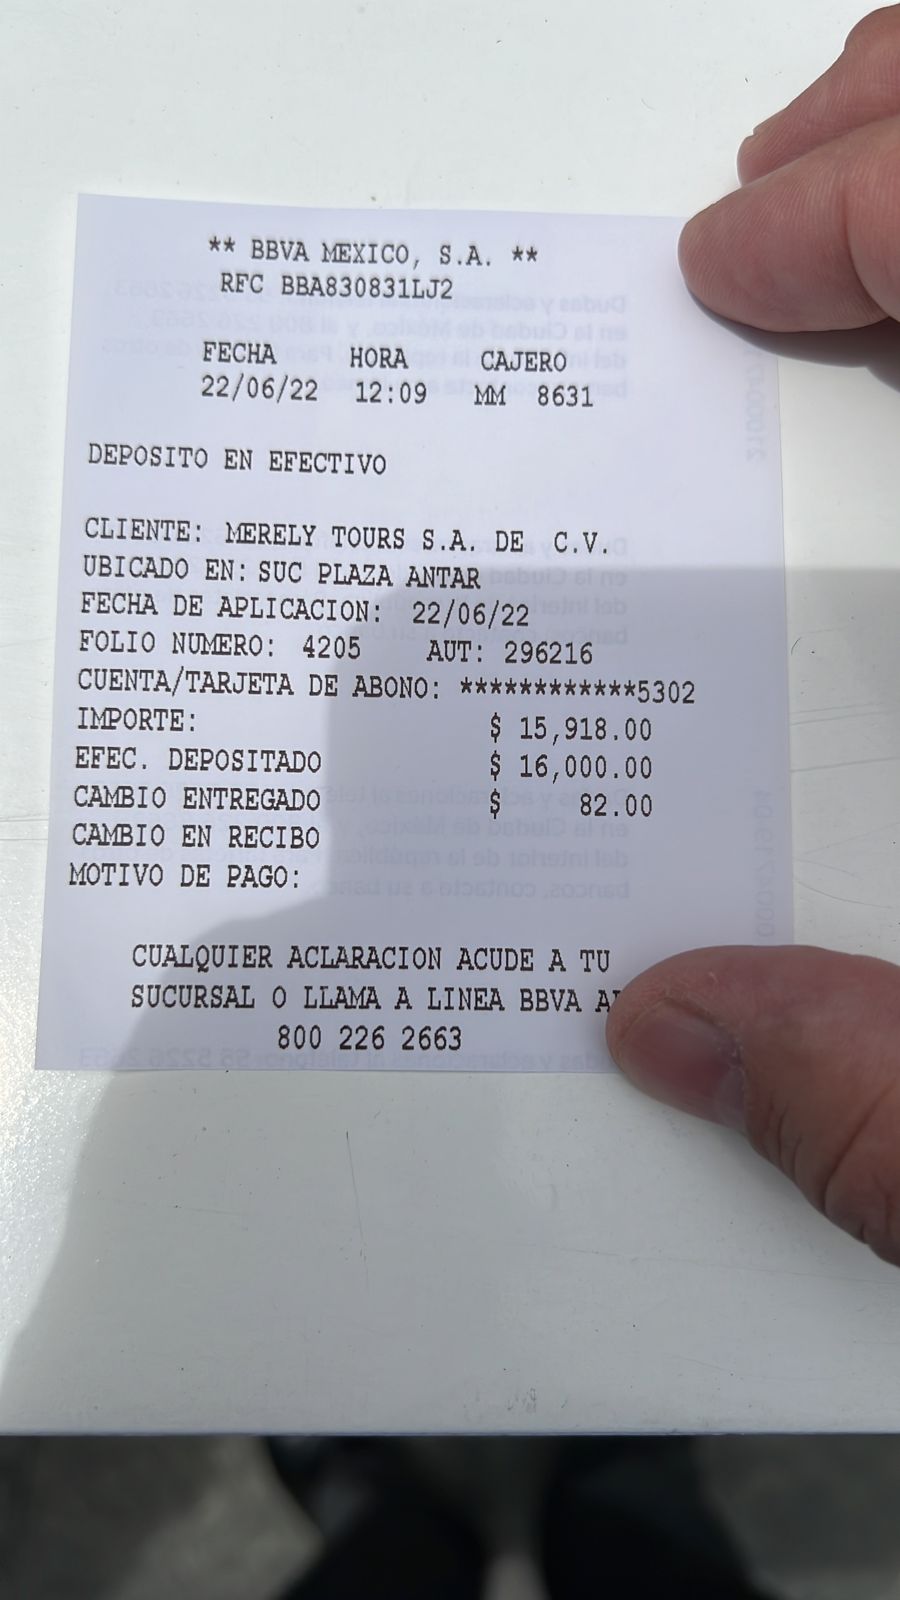 ** BBVA MEXICO, S.A. **
RFC BBA830831LJ2
FECHA HORA CAJERO
22/06/22 12:09 MM 8631
DEPOSITO EN EFECTIVO
CLIENTE: MERELY TOURS S.A. DE C.V.
UBICADO EN: SUC PLAZA ANTAR
FECHA DE APLICACION: 22/06/22
FOLIO NUMERO: 4205 AUT: 296216
CUENTA/TARJETA DE ABONO: ************5302
IMPORTE: $ 15,918.00
EFEC. DEPOSITADO $ 16,000.00
CAMBIO ENTREGADO $ 82.00
CAMBIO EN RECIBO
MOTIVO DE PAGO:
CUALQUIER ACLARACION ACUDE A TU
SUCURSAL O LLAMA A LINEA BBVA
800 226 2663